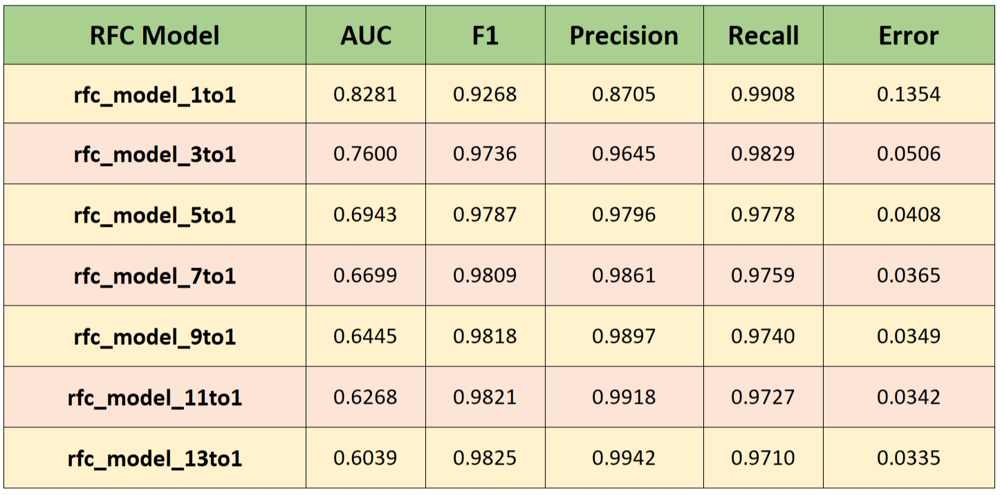 RFC Model AUC F1 Precision Recall Error
rfc_model_1to1 0.8281 0.9268 0.8705 0.9908 0.1354
rfc_model_3to1 0.7600 0.9736 0.9645 0.9829 0.0506
rfc_model_5to1 0.6943 0.9787 0.9796 0.9778 0.0408
rfc_model_7to1 0.6699 0.9809 0.9861 0.9759 0.0365
rfc_model_9to1 0.6445 0.9818 0.9897 0.9740 0.0349
rfc_model_11to1 0.6268 0.9821 0.9918 0.9727 0.0342
rfc_model_13to1 0.6039 0.9825 0.9942 0.9710 0.0335